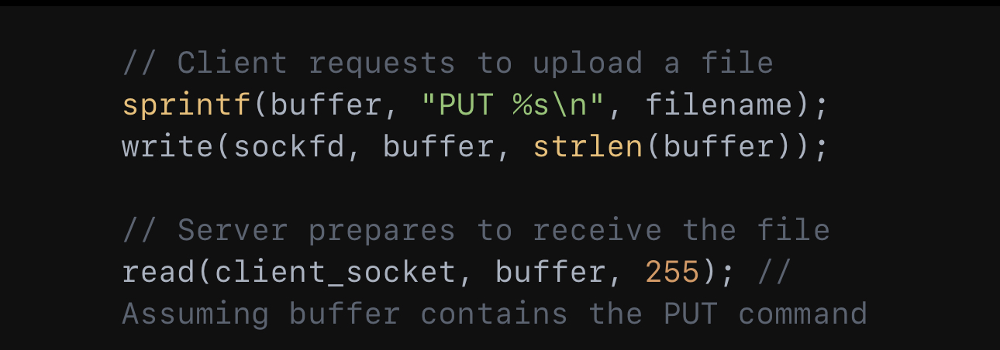 // Client requests to upload a file
sprintf(buffer, "PUT %s\n", filename);
write(sockfd, buffer, strlen(buffer));
// Server prepares to receive the file
read(client_socket, buffer, 255); //
Assuming buffer contains the PUT command